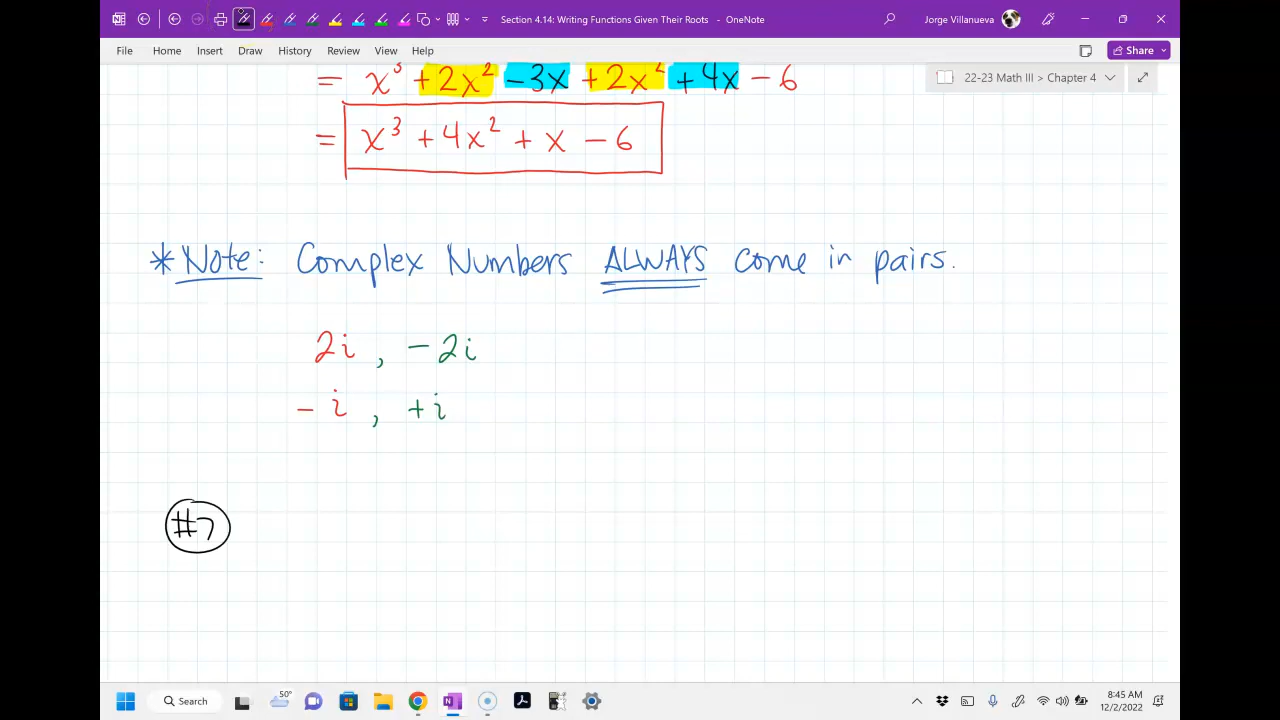 Section 4.14: Writing Functions Given Their Roots - OneNote
Jorge Villanueva
File Home Insert Draw History Review View Help
Share
= x³ +2x² -3x +2x² +4x - 6
22-23 Math III > Chapter 4
= x³ + 4x² + x - 6
*Note: Complex Numbers ALWAYS come in pairs.
2i , - 2i
- i , + i
#7
Search
50°
8:45 AM
12/2/2022